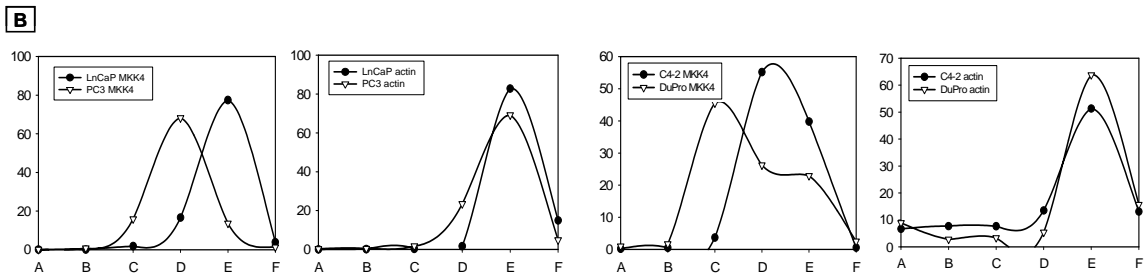 B
100
80
60
40
20
0
A B C D E F
LnCaP MKK4
PC3 MKK4
100
80
60
40
20
0
A B C D E F
LnCaP actin
PC3 actin
60
50
40
30
20
10
0
A B C D E F
C4-2 MKK4
DuPro MKK4
70
60
50
40
30
20
10
0
A B C D E F
C4-2 actin
DuPro actin